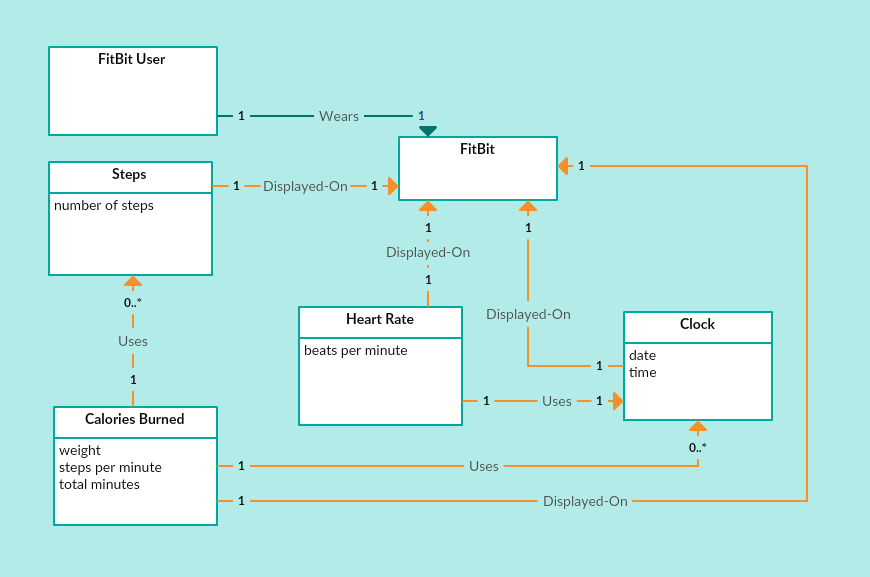 FitBit User
1 Wears 1
FitBit
Steps
number of steps
1 Displayed-On 1
1
1
Displayed-On
1
1
Displayed-On
1
0..*
Uses
1
Heart Rate
beats per minute
Clock
date
time
1 Uses 1
Calories Burned
weight
steps per minute
total minutes
0..*
1 Uses
1 Displayed-On